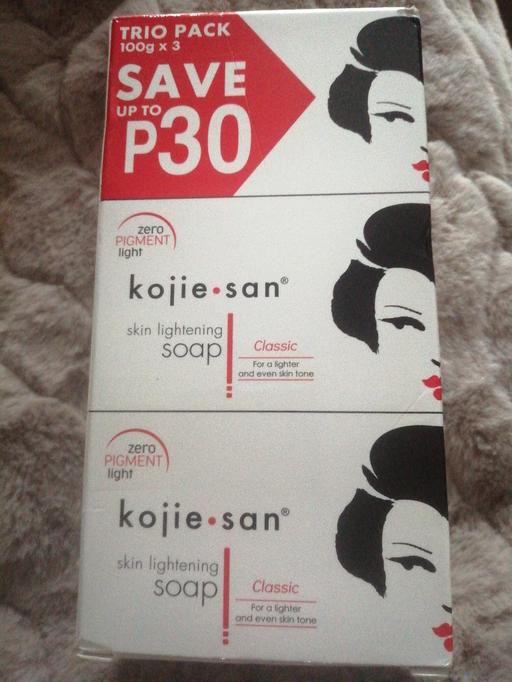 TRIO PACK
100g x 3
SAVE
UP TO
P30
zero
PIGMENT
light
kojie•san®
skin lightening
soap
Classic
For a lighter
and even skin tone
zero
PIGMENT
light
kojie•san®
skin lightening
soap
Classic
For a lighter
and even skin tone